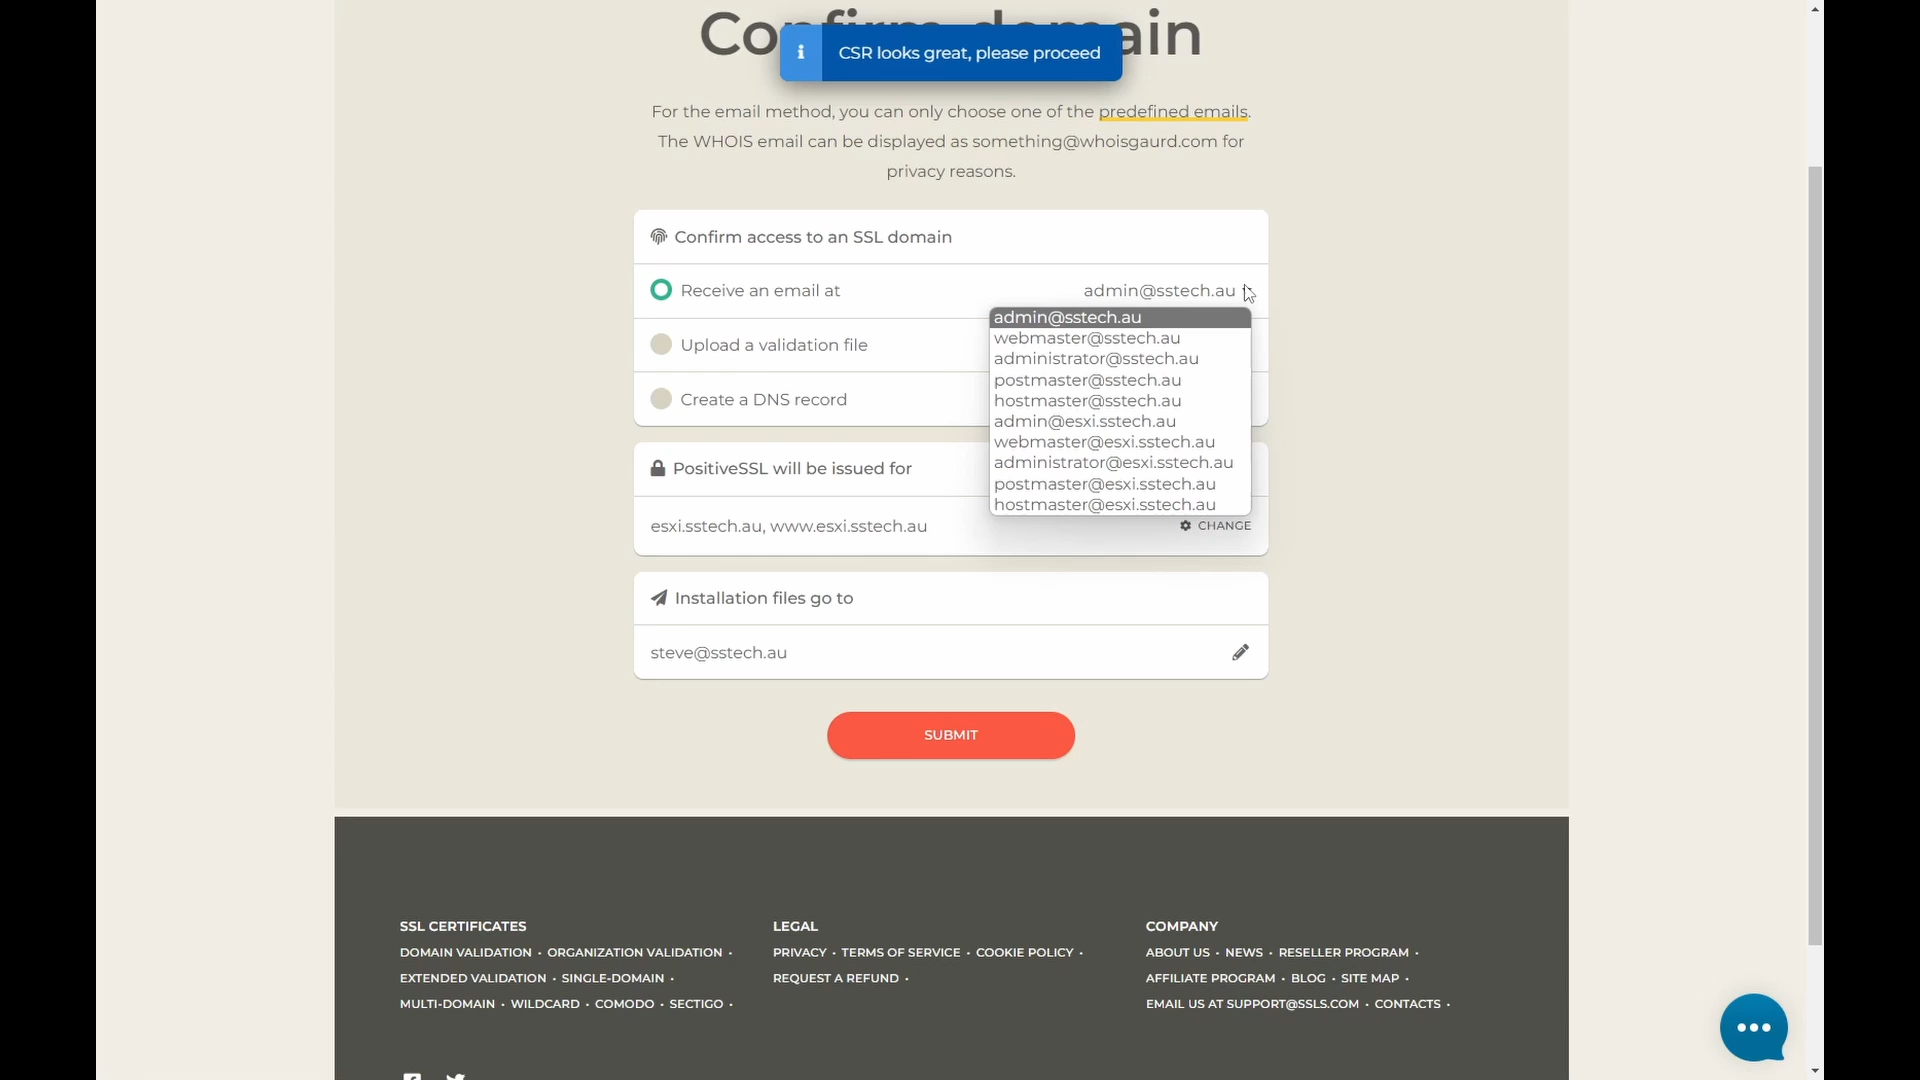 Confirm domain
CSR looks great, please proceed
For the email method, you can only choose one of the predefined emails.
The WHOIS email can be displayed as something@whoisgaurd.com for
privacy reasons.
Confirm access to an SSL domain
Receive an email at
admin@sstech.au
Upload a validation file
Create a DNS record
admin@sstech.au
webmaster@sstech.au
administrator@sstech.au
postmaster@sstech.au
hostmaster@sstech.au
admin@esxi.sstech.au
webmaster@esxi.sstech.au
administrator@esxi.sstech.au
postmaster@esxi.sstech.au
hostmaster@esxi.sstech.au
PositiveSSL will be issued for
esxi.sstech.au, www.esxi.sstech.au
CHANGE
Installation files go to
steve@sstech.au
SUBMIT
SSL CERTIFICATES
DOMAIN VALIDATION · ORGANIZATION VALIDATION ·
EXTENDED VALIDATION · SINGLE-DOMAIN ·
MULTI-DOMAIN · WILDCARD · COMODO · SECTIGO ·
LEGAL
PRIVACY · TERMS OF SERVICE · COOKIE POLICY ·
REQUEST A REFUND ·
COMPANY
ABOUT US · NEWS · RESELLER PROGRAM ·
AFFILIATE PROGRAM · BLOG · SITE MAP ·
EMAIL US AT SUPPORT@SSLS.COM · CONTACTS ·